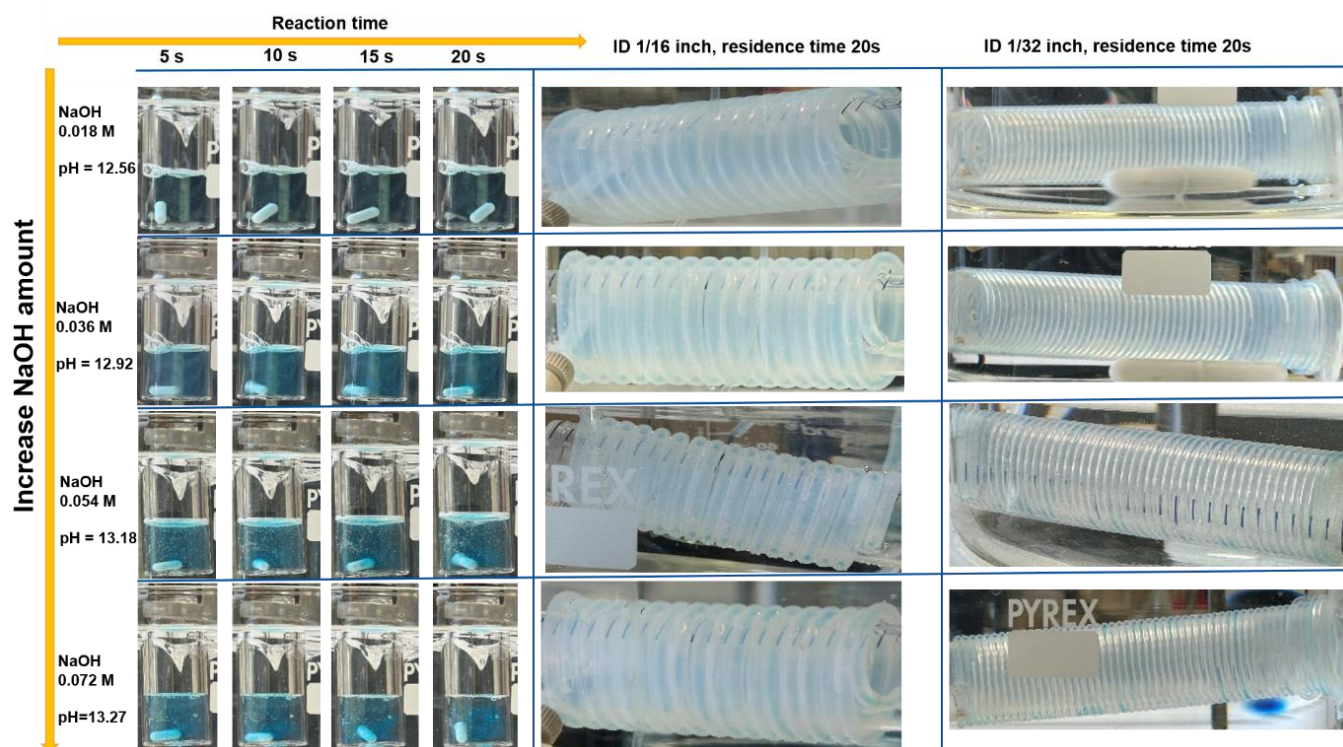 Reaction time
5 s 10 s 15 s 20 s
ID 1/16 inch, residence time 20s
ID 1/32 inch, residence time 20s
Increase NaOH amount
NaOH
0.018 M
pH = 12.56
NaOH
0.036 M
pH = 12.92
NaOH
0.054 M
pH = 13.18
REX
NaOH
0.072 M
pH=13.27
PYREX